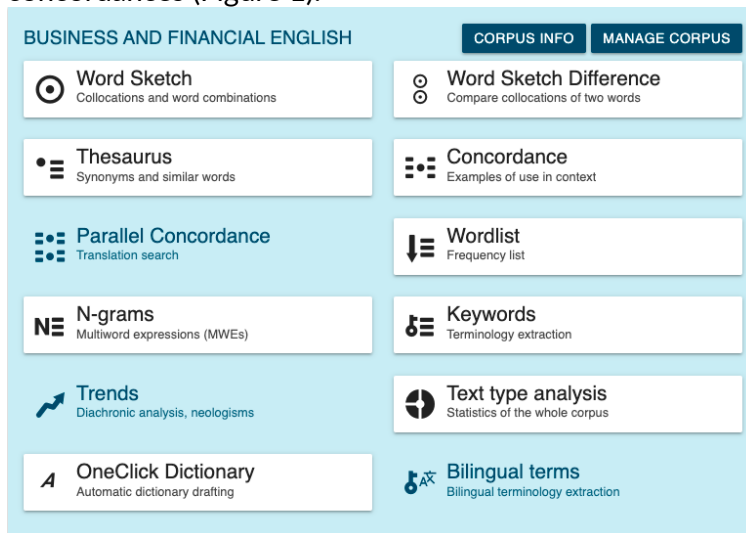 concordances (Figure 1).
BUSINESS AND FINANCIAL ENGLISH
CORPUS INFO
MANAGE CORPUS
Word Sketch
Collocations and word combinations
Word Sketch Difference
Compare collocations of two words
Thesaurus
Synonyms and similar words
Concordance
Examples of use in context
Parallel Concordance
Translation search
Wordlist
Frequency list
N-grams
Multiword expressions (MWEs)
Keywords
Terminology extraction
Trends
Diachronic analysis, neologisms
Text type analysis
Statistics of the whole corpus
OneClick Dictionary
Automatic dictionary drafting
Bilingual terms
Bilingual terminology extraction